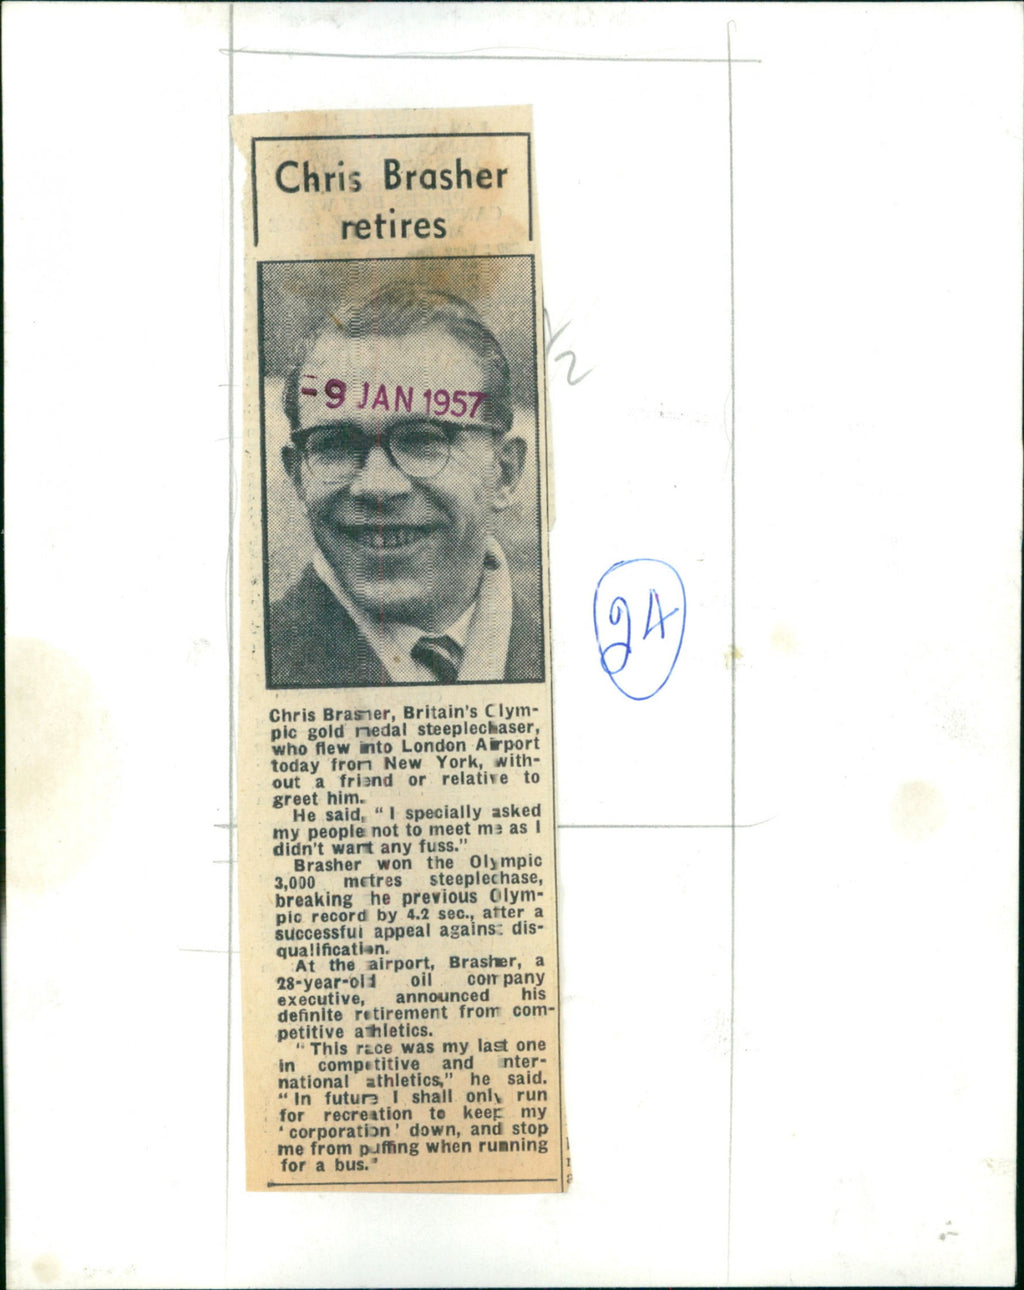 Chris Brasher
retires
-9 JAN 1957
1/2
24
Chris Brasher, Britain's Olym-
pic gold medal steeplechaser,
who flew into London Airport
today from New York, with-
out a friend or relative to
greet him.
He said, "I specially asked
my people not to meet me as I
didn't want any fuss."
Brasher won the Olympic
3,000 metres steeplechase,
breaking he previous Olym-
pic record by 4.2 sec., after a
successful appeal against dis-
qualification.
At the airport, Brasher, a
28-year-old oil company
executive, announced his
definite retirement from com-
petitive athletics.
"This race was my last one
in competitive and inter-
national athletics," he said.
"In future I shall only run
for recreation to keep my
'corporation' down, and stop
me from puffing when running
for a bus."